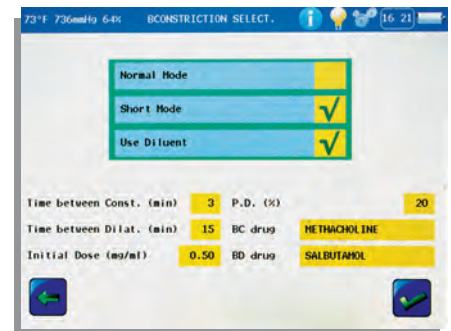 73°F 736mmHg 64% BCONSTRICTION SELECT. 16 21
Normal Mode
Short Mode √
Use Diluent √
Time between Const. (min) 3 P.D. (%) 20
Time between Dilat. (min) 15 BC drug METHACHOLINE
Initial Dose (mg/ml) 0.50 BD drug SALBUTAMOL